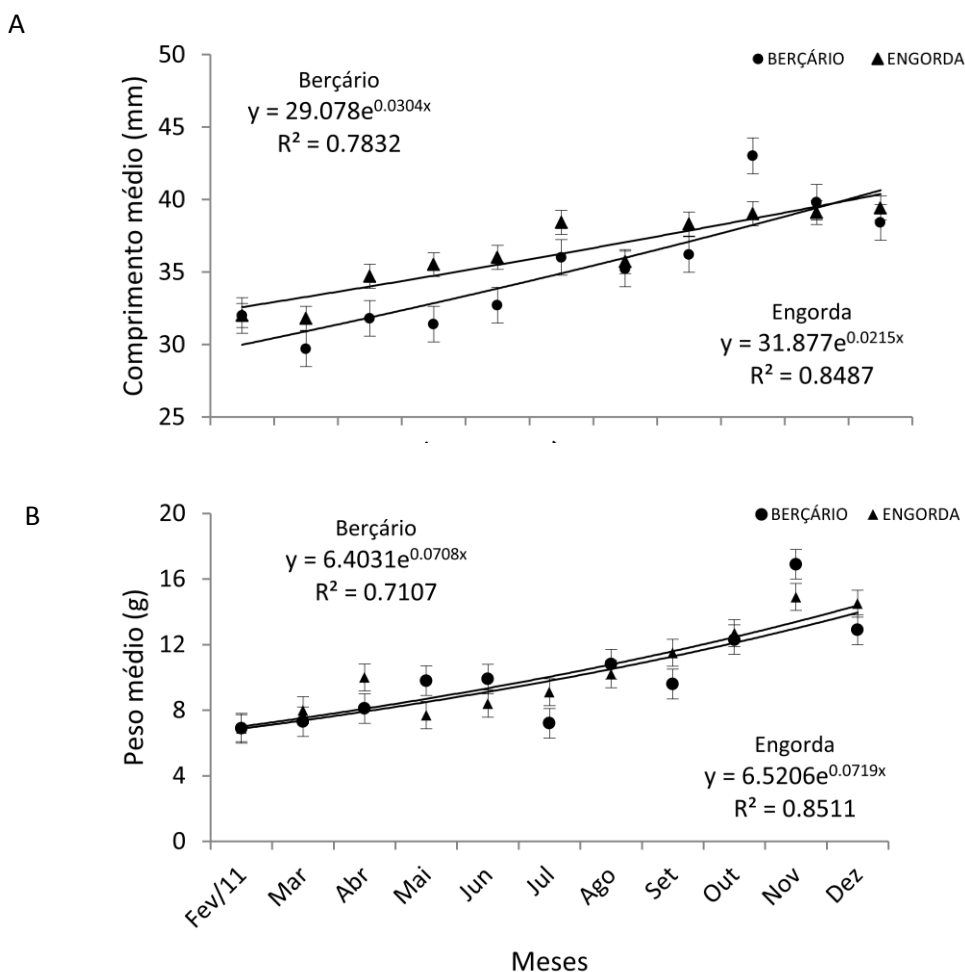 A
50
45
40
35
30
25
Comprimento médio (mm)
BERÇÁRIO ENGORDA
Berçário
y = 29.078e^0.0304x
R² = 0.7832
Engorda
y = 31.877e^0.0215x
R² = 0.8487
B
20
16
12
8
4
0
Peso médio (g)
BERÇÁRIO ENGORDA
Berçário
y = 6.4031e^0.0708x
R² = 0.7107
Engorda
y = 6.5206e^0.0719x
R² = 0.8511
Fev/11 Mar Abr Mai Jun Jul Ago Set Out Nov Dez
Meses